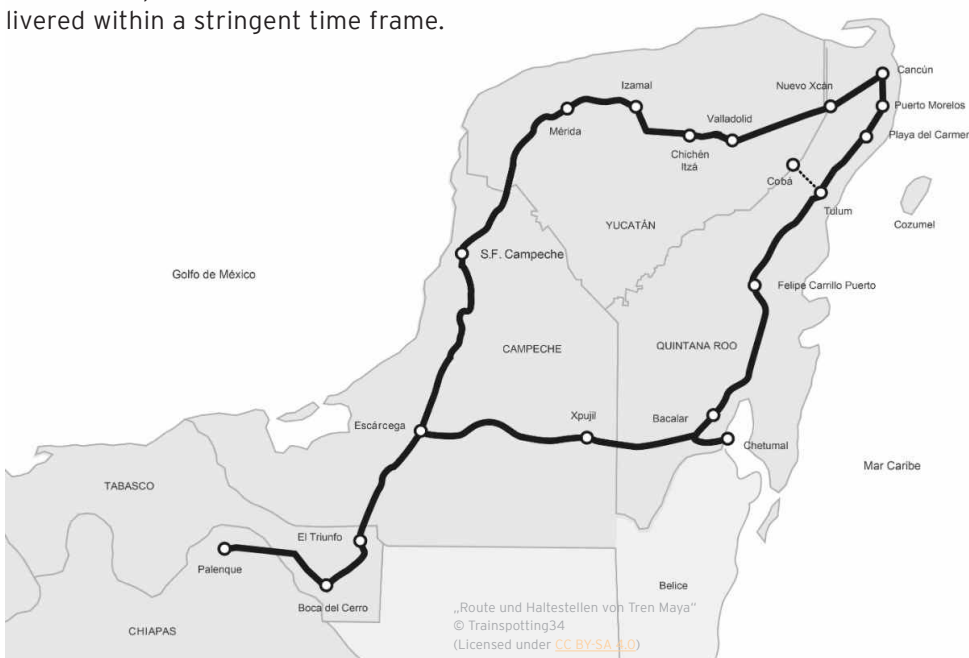 livered within a stringent time frame.
Cancún
Izamal
Nuevo Xcán
Puerto Morelos
Mérida
Valladolid
Playa del Carmen
Chichén
Itzá
Cobá
Tulum
YUCATÁN
Cozumel
S.F. Campeche
Golfo de México
Felipe Carrillo Puerto
CAMPECHE
QUINTANA ROO
Xpujil
Bacalar
Escárcega
Chetumal
Mar Caribe
TABASCO
El Triunfo
Palenque
Belice
Boca del Cerro
„Route und Haltestellen von Tren Maya“
© Trainspotting34
(Licensed under CC BY-SA 4.0)
CHIAPAS